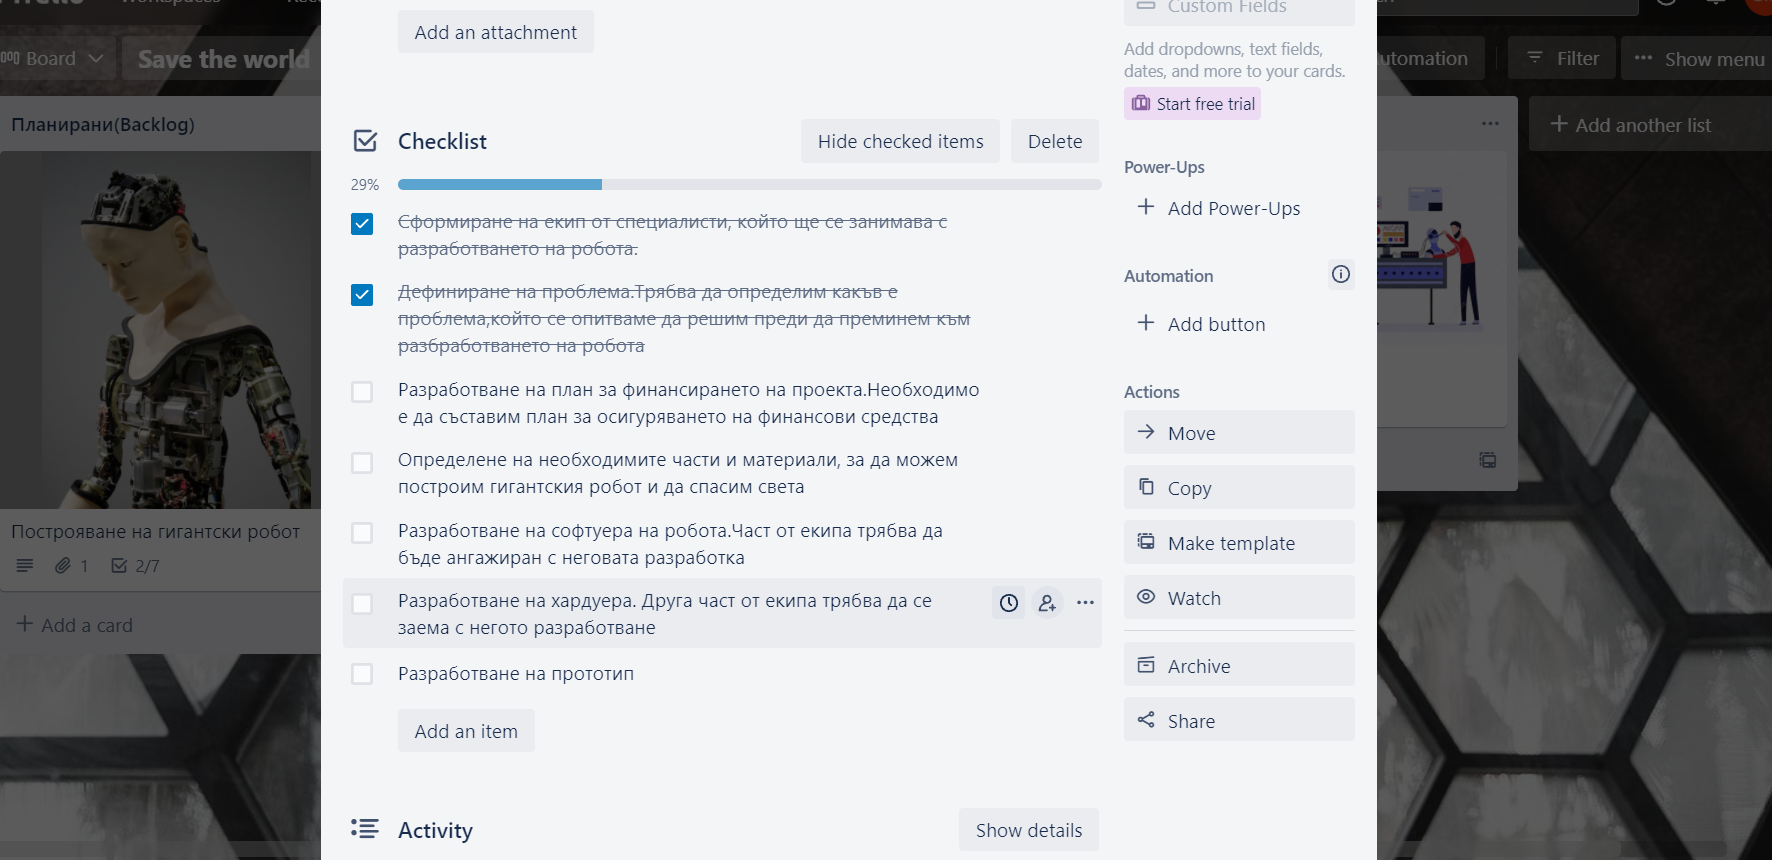 Board
Save the world
Планирани(Backlog)
Построяване на гигантски робот
1
2/7
Add a card
Add an attachment
Checklist
Hide checked items
Delete
29%
Сформиране на екип от специалисти, който ще се занимава с
разработването на робота.
Дефиниране на проблема.Трябва да определим какъв е
проблема,който се опитваме да решим преди да преминем към
разбработването на робота
Разработване на план за финансирането на проекта.Необходимо
е да съставим план за осигуряването на финансови средства
Определене на необходимите части и материали, за да можем
построим гигантския робот и да спасим света
Разработване на софтуера на робота.Част от екипа трябва да
бъде ангажиран с неговата разработка
Разработване на хардуера. Друга част от екипа трябва да се
заема с негото разработване
Разработване на прототип
Add an item
Activity
Show details
Custom Fields
Add dropdowns, text fields,
dates, and more to your cards.
Start free trial
Power-Ups
Add Power-Ups
Automation
Add button
Actions
Move
Copy
Make template
Watch
Archive
Share
utomation
Filter
Show menu
Add another list